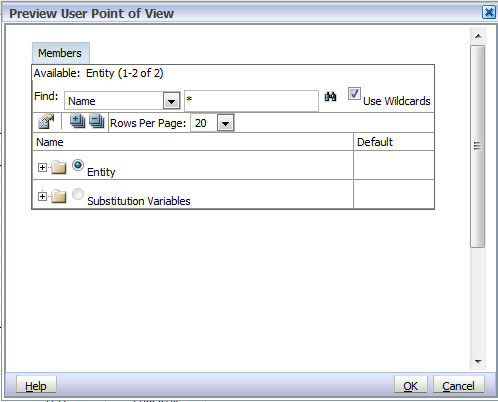 Preview User Point of View
Members
Available: Entity (1-2 of 2)
Find: Name * Use Wildcards
Rows Per Page: 20
Name Default
Entity
Substitution Variables
Help OK Cancel